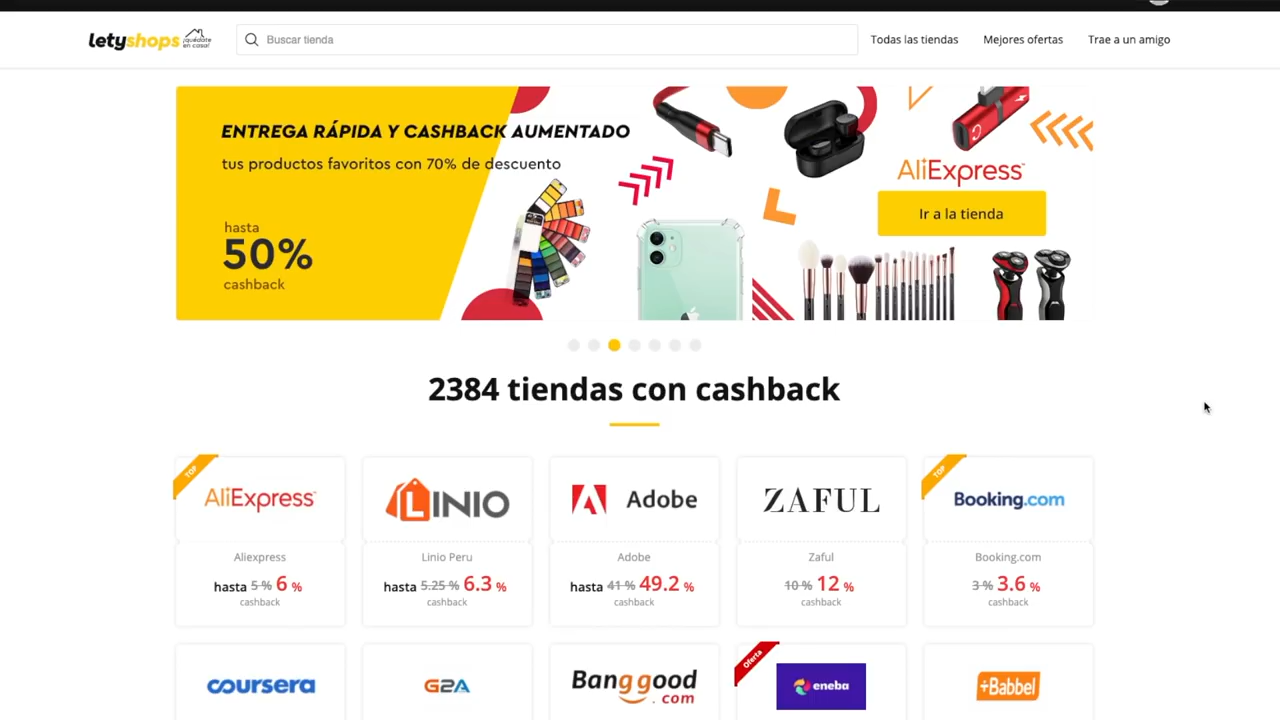 letyshops ¡quédate en casa!
Buscar tienda
Todas las tiendas
Mejores ofertas
Trae a un amigo
ENTREGA RÁPIDA Y CASHBACK AUMENTADO
tus productos favoritos con 70% de descuento
hasta
50%
cashback
AliExpress
Ir a la tienda
2384 tiendas con cashback
TOP
AliExpress
LINIO
Adobe
ZAFUL
TOP
Booking.com
Aliexpress
Linio Peru
Adobe
Zaful
Booking.com
hasta 5 % 6 %
hasta 5.25 % 6.3 %
hasta 41 % 49.2 %
10 % 12 %
3 % 3.6 %
cashback
cashback
cashback
cashback
cashback
coursera
G2A
Banggood.com
Oferta
eneba
+Babbel